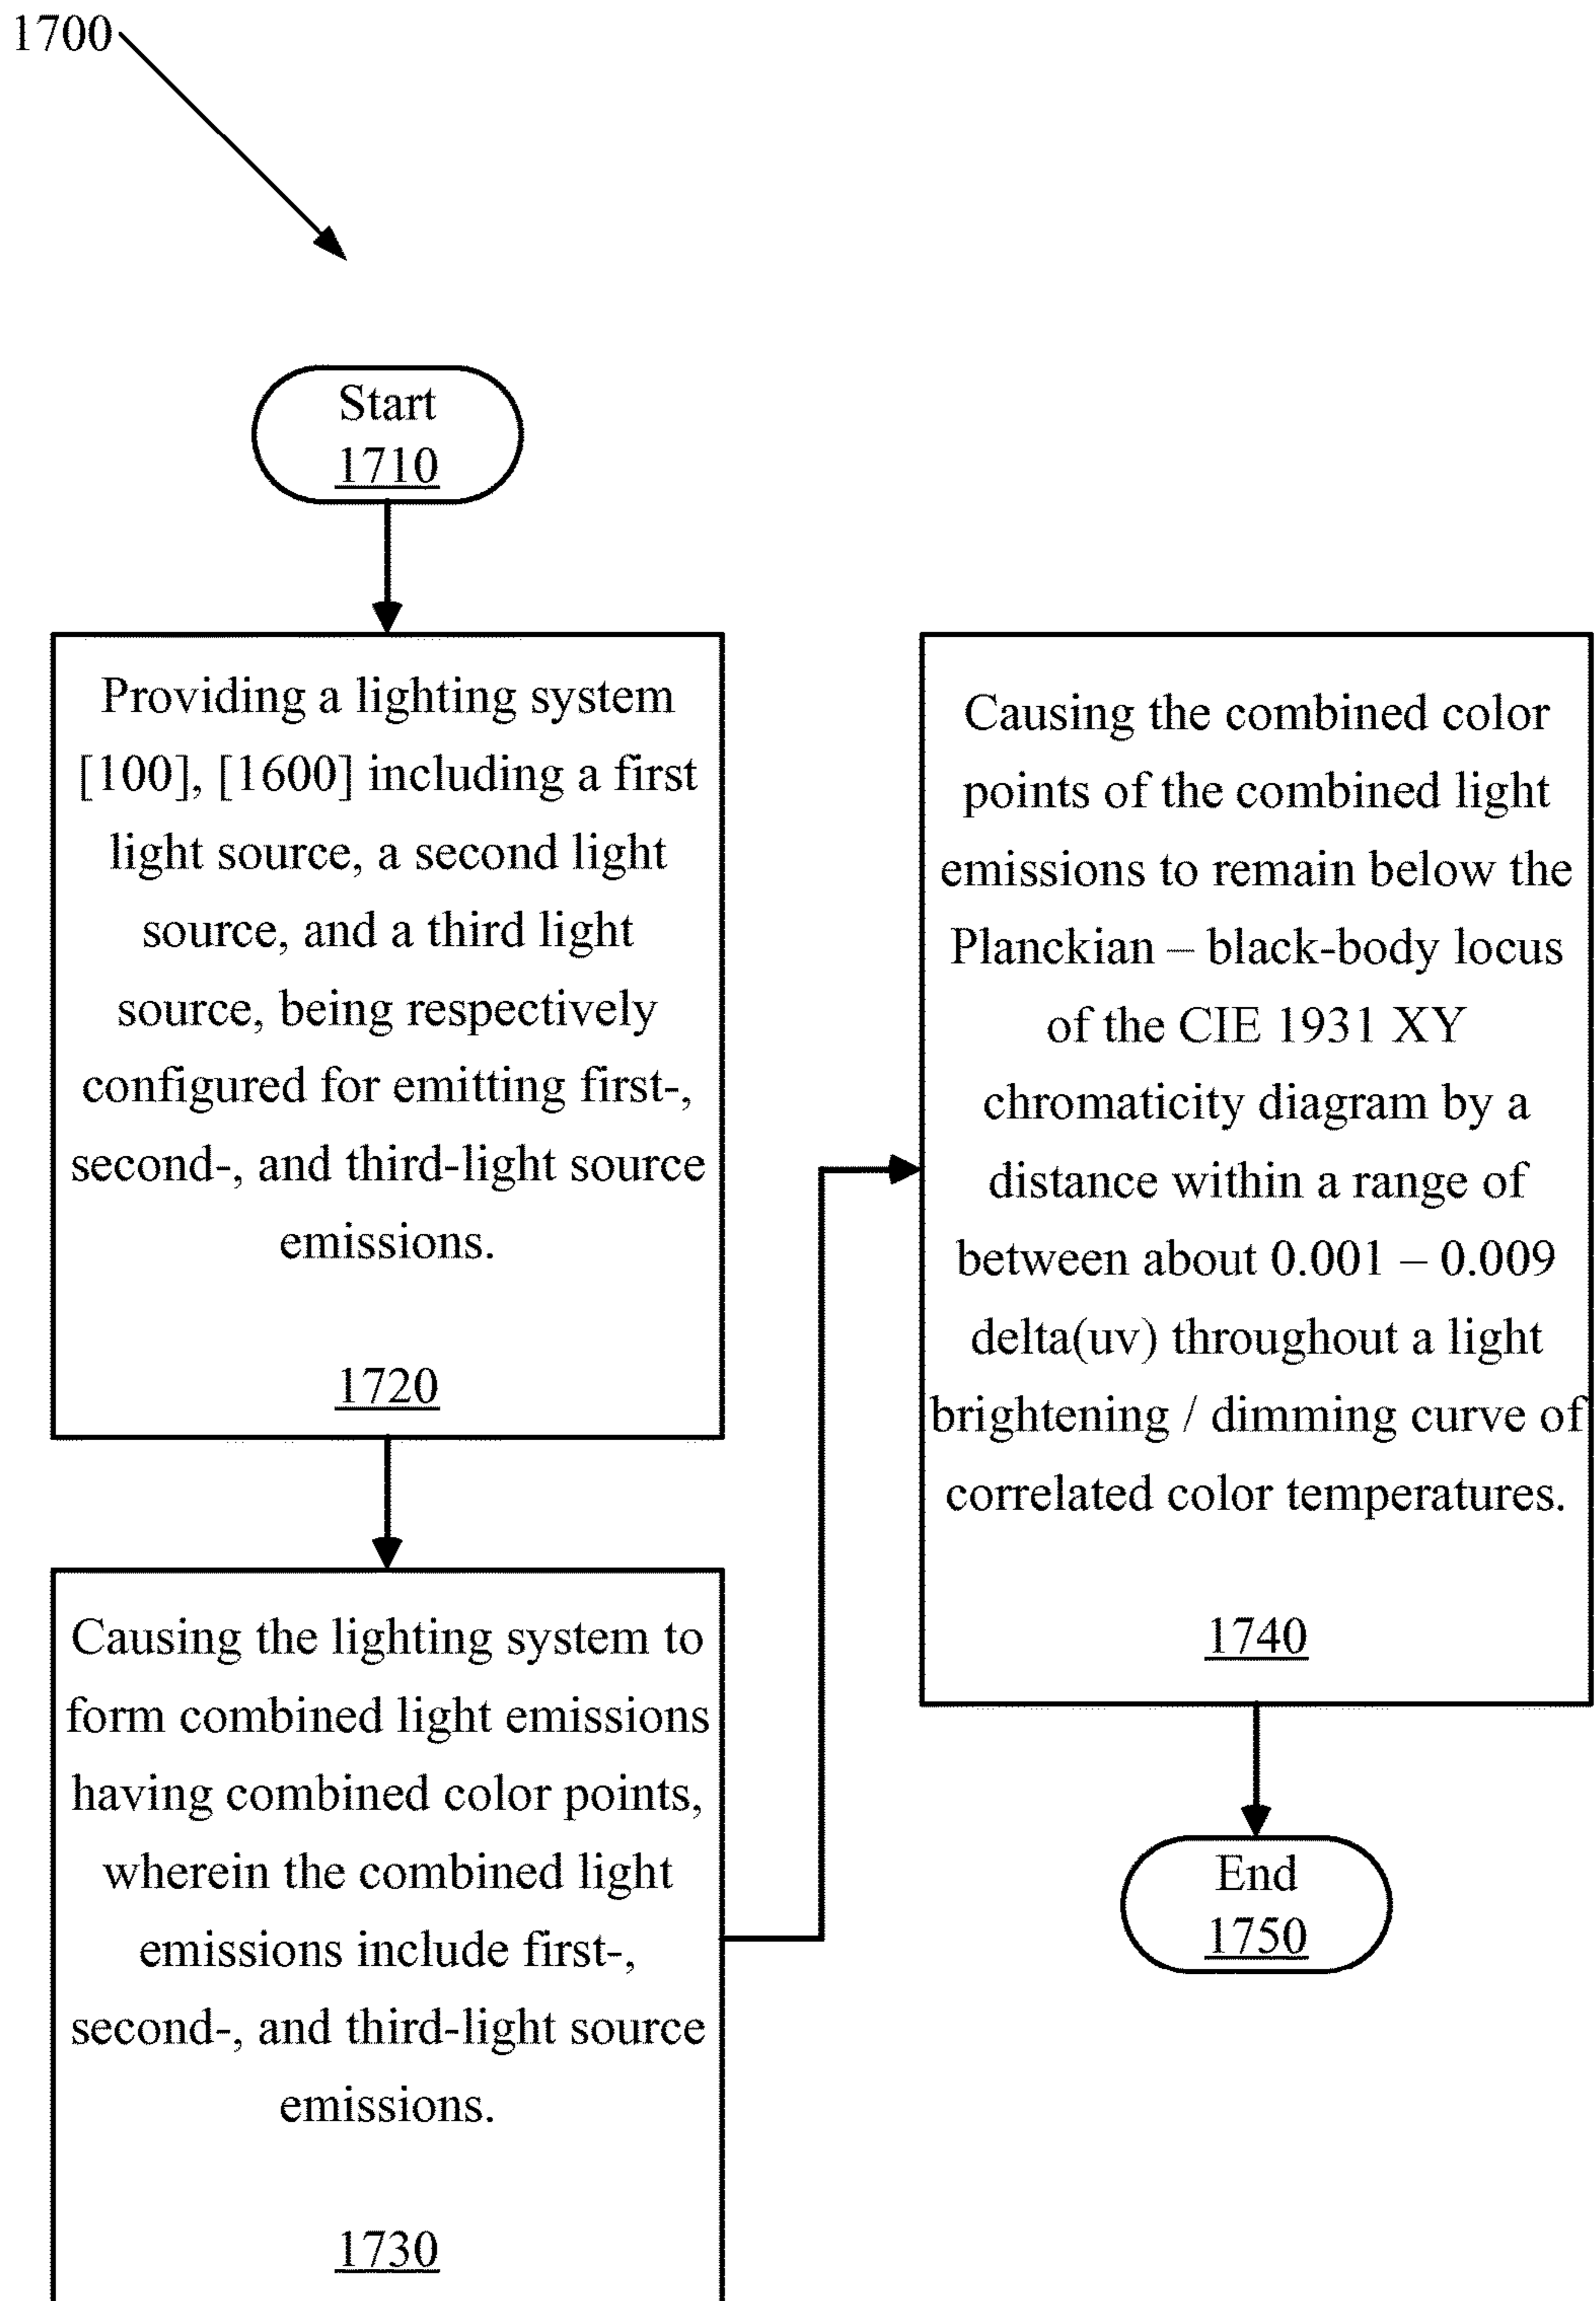 1700
Start
1710
Providing a lighting system
[100], [1600] including a first
light source, a second light
source, and a third light
source, being respectively
configured for emitting first-,
second-, and third-light source
emissions.
1720
Causing the lighting system to
form combined light emissions
having combined color points,
wherein the combined light
emissions include first-,
second-, and third-light source
emissions.
1730
Causing the combined color
points of the combined light
emissions to remain below the
Planckian – black-body locus
of the CIE 1931 XY
chromaticity diagram by a
distance within a range of
between about 0.001 – 0.009
delta(uv) throughout a light
brightening / dimming curve of
correlated color temperatures.
1740
End
1750